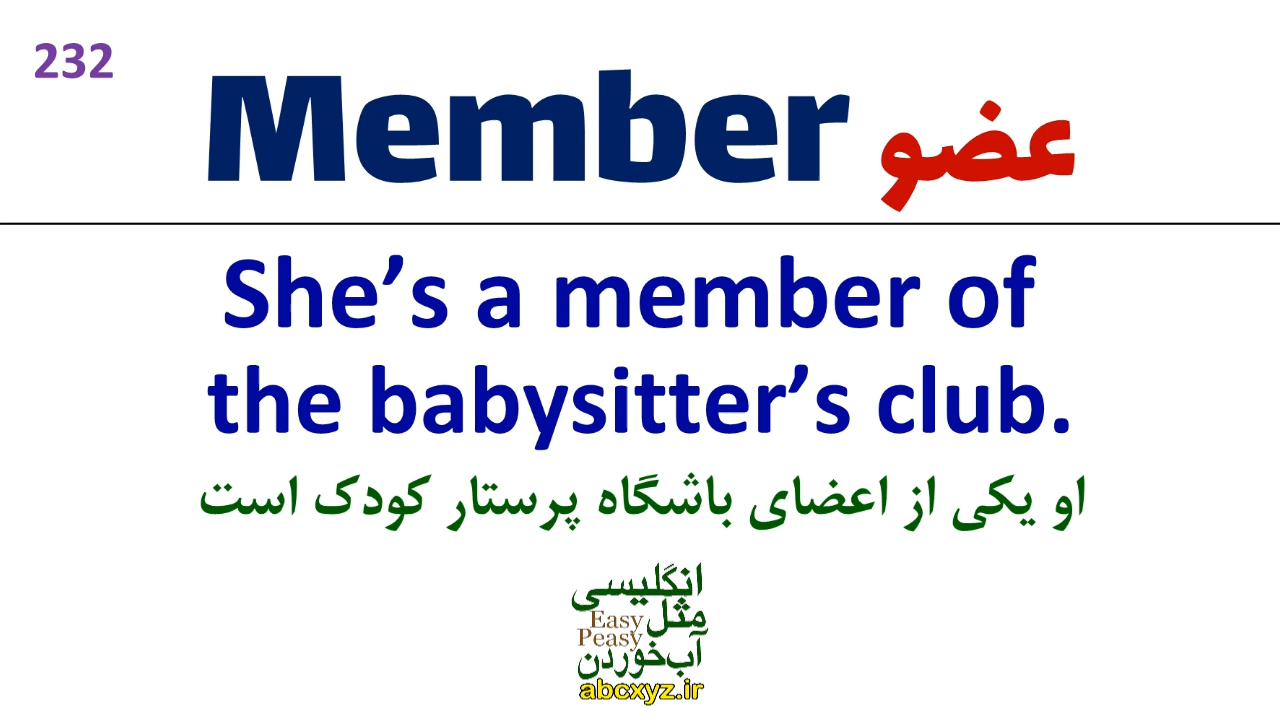 232
Member عضو
She’s a member of
the babysitter’s club.
او یکی از اعضای باشگاه پرستار کودک است
انگلیسی
مثل
Easy
Peasy
آب‌خوردن
abcxyz.ir